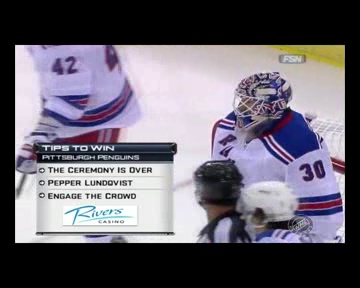 FSN
42
30
TIPS TO WIN
PITTSBURGH PENGUINS
THE CEREMONY IS OVER
PEPPER LUNDQVIST
ENGAGE THE CROWD
Rivers
CASINO